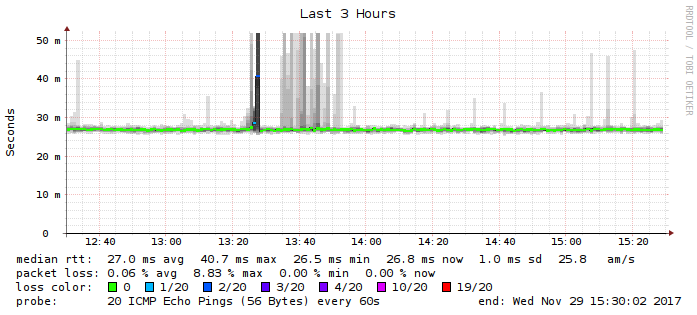 Last 3 Hours
RRDTOOL / TOBI OETIKER
Seconds
50 m
40 m
30 m
20 m
10 m
0
12:40 13:00 13:20 13:40 14:00 14:20 14:40 15:00 15:20
median rtt: 27.0 ms avg 40.7 ms max 26.5 ms min 26.8 ms now 1.0 ms sd 25.8 am/s
packet loss: 0.06 % avg 8.83 % max 0.00 % min 0.00 % now
loss color: 0 1/20 2/20 3/20 4/20 10/20 19/20
probe: 20 ICMP Echo Pings (56 Bytes) every 60s end: Wed Nov 29 15:30:02 2017